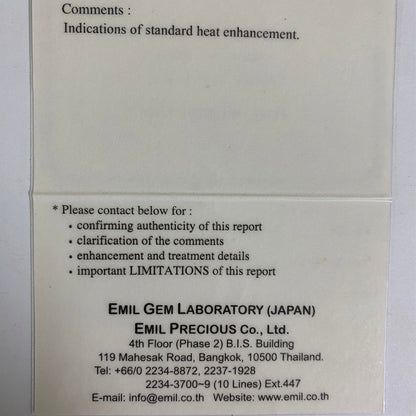 Comments :
Indications of standard heat enhancement.
* Please contact below for :
• confirming authenticity of this report
• clarification of the comments
• enhancement and treatment details
• important LIMITATIONS of this report
EMIL GEM LABORATORY (JAPAN)
EMIL PRECIOUS Co., Ltd.
4th Floor (Phase 2) B.I.S. Building
119 Mahesak Road, Bangkok, 10500 Thailand.
Tel: +66/0 2234-8872, 2237-1928
2234-3700~9 (10 Lines) Ext.447
E-mail: info@emil.co.th Website: www.emil.co.th